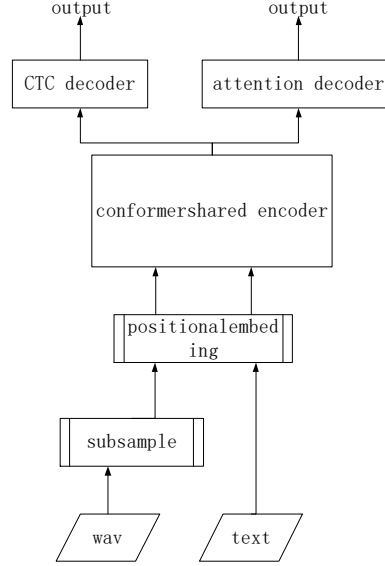 output
output
CTC decoder
attention decoder
conformershared encoder
positionalembed
ing
subsample
wav
text